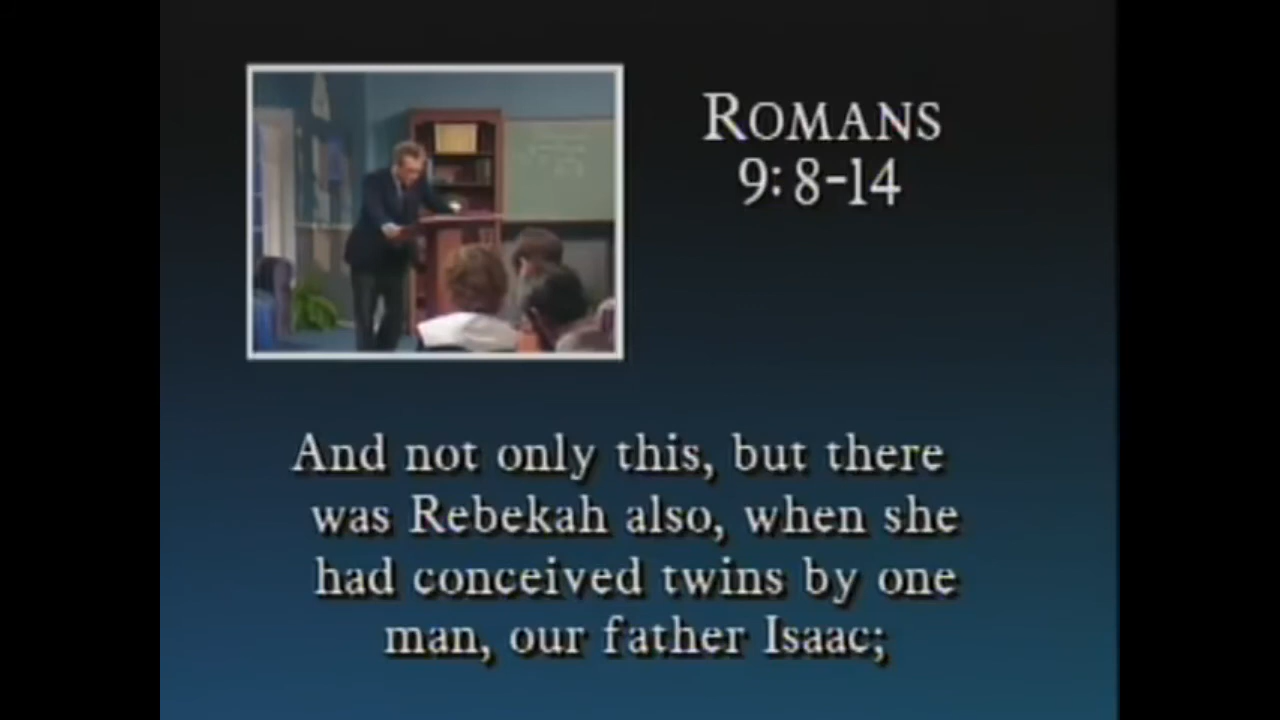 ROMANS
9:8-14
And not only this, but there
was Rebekah also, when she
had conceived twins by one
man, our father Isaac;